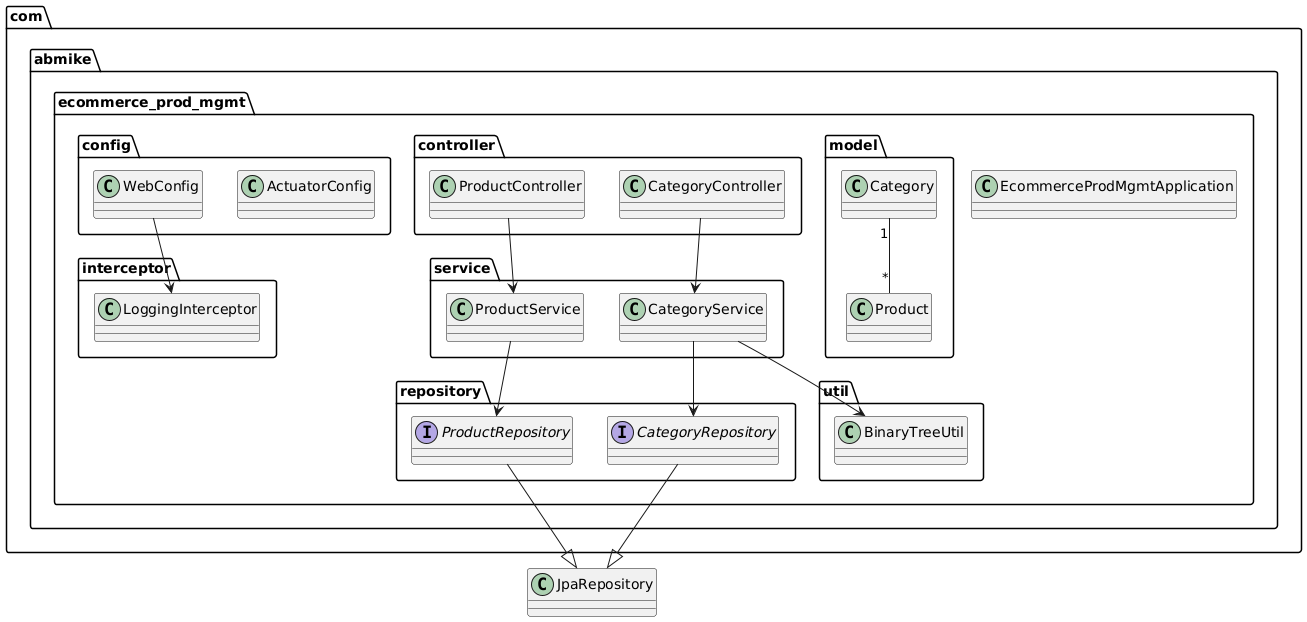 com
abmike
ecommerce_prod_mgmt
config
controller
model
C WebConfig
C ActuatorConfig
C ProductController
C CategoryController
C Category
C EcommerceProdMgmtApplication
1
*
interceptor
service
C LoggingInterceptor
C ProductService
C CategoryService
C Product
repository
util
I ProductRepository
I CategoryRepository
C BinaryTreeUtil
C JpaRepository